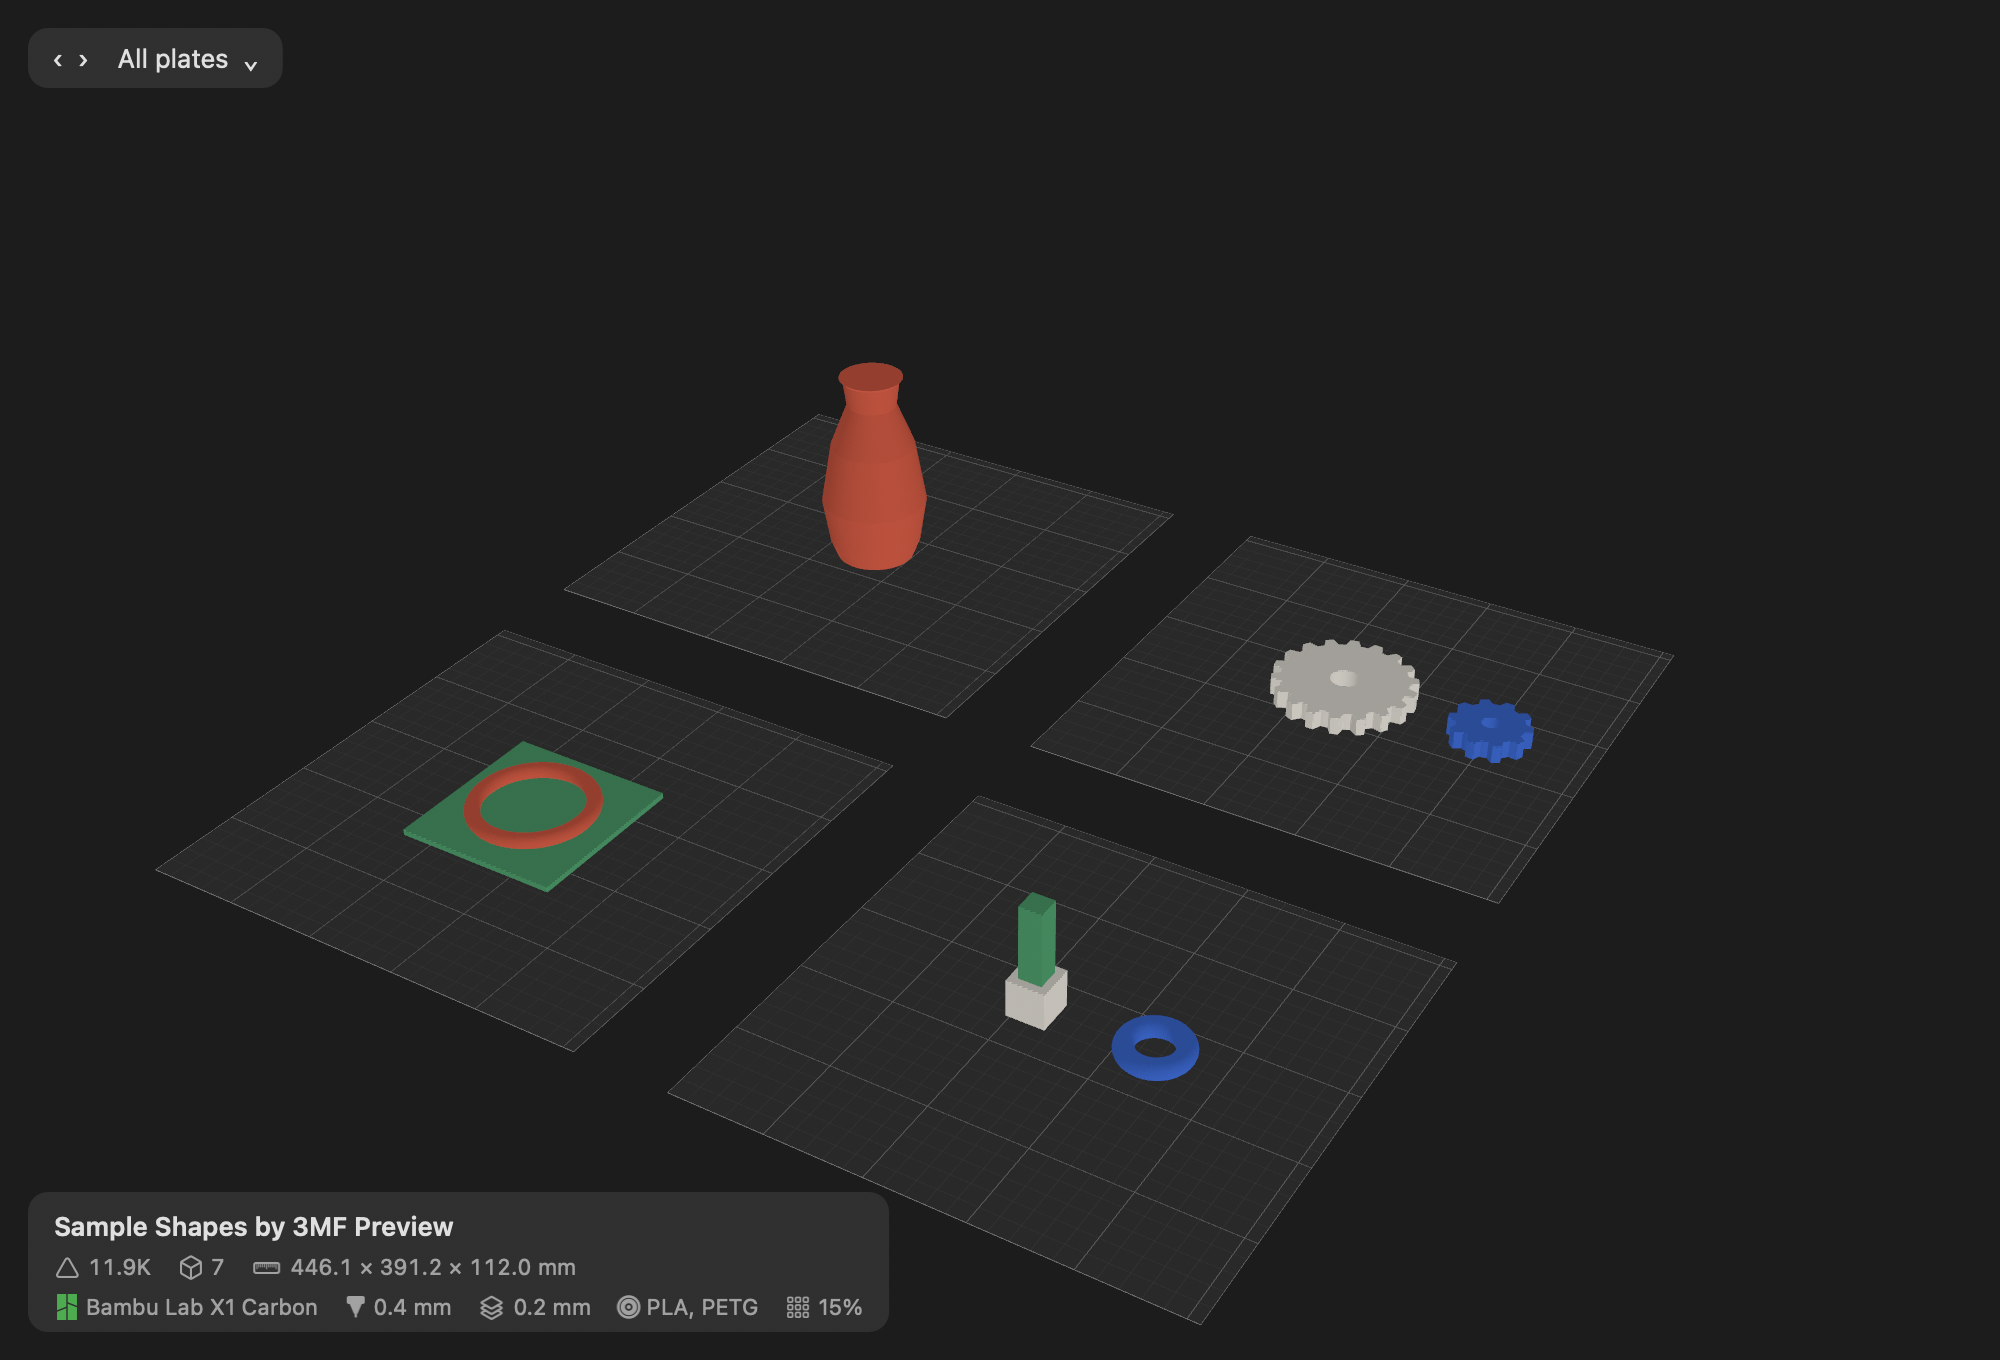 All plates
Sample Shapes by 3MF Preview
11.9K 7 446.1 × 391.2 × 112.0 mm
Bambu Lab X1 Carbon 0.4 mm 0.2 mm PLA, PETG 15%